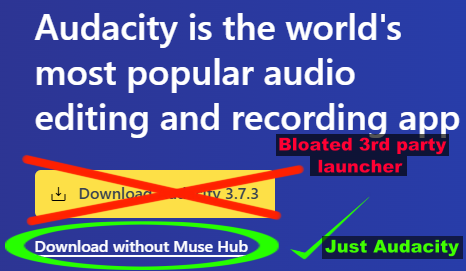 Audacity is the world's
most popular audio
editing and recording app
Bloated 3rd party
launcher
Download Audacity 3.7.3
Download without Muse Hub
Just Audacity